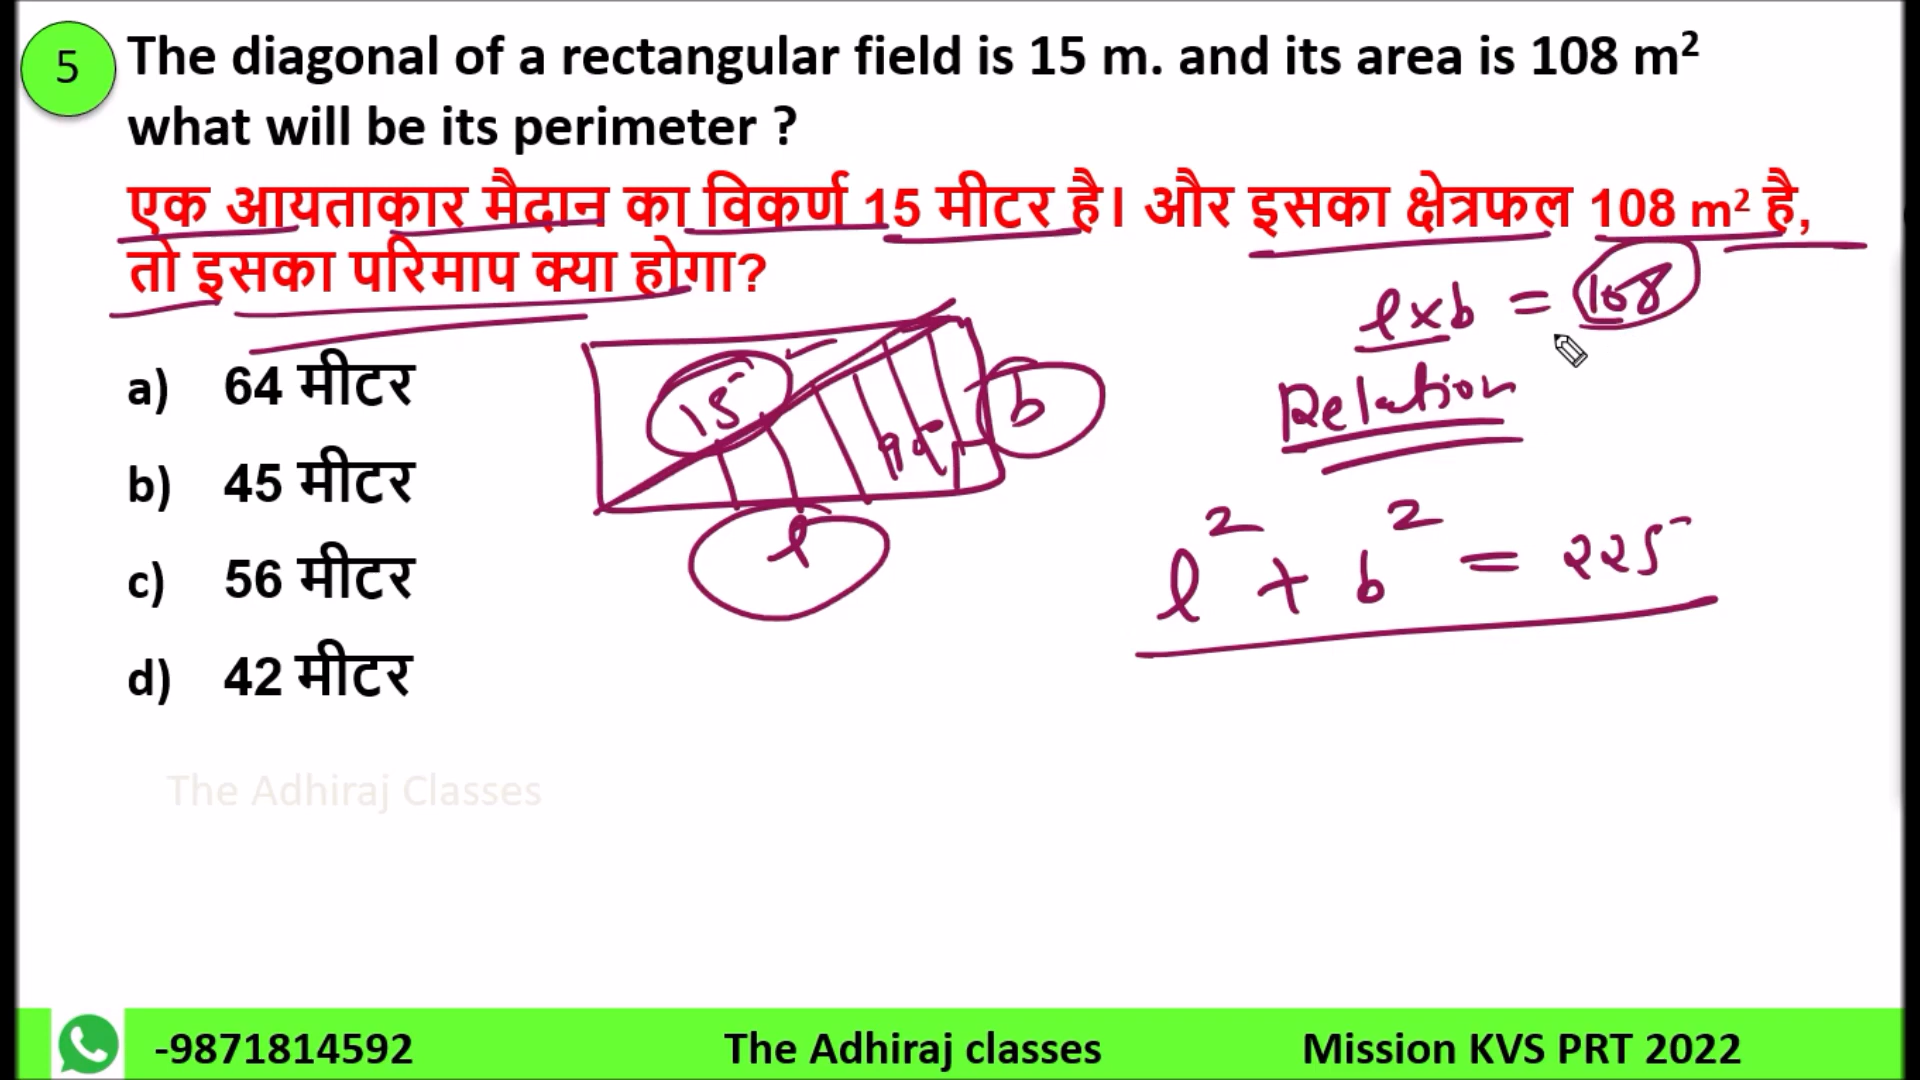 5
The diagonal of a rectangular field is 15 m. and its area is 108 m²
what will be its perimeter ?
एक आयताकार मैदान का विकर्ण 15 मीटर है। और इसका क्षेत्रफल 108 m² है,
तो इसका परिमाप क्या होगा?
l×b = 108
Relation
a) 64 मीटर
15
b
b) 45 मीटर
l
l² + b² = 225
c) 56 मीटर
d) 42 मीटर
The Adhiraj Classes
-9871814592 The Adhiraj classes Mission KVS PRT 2022